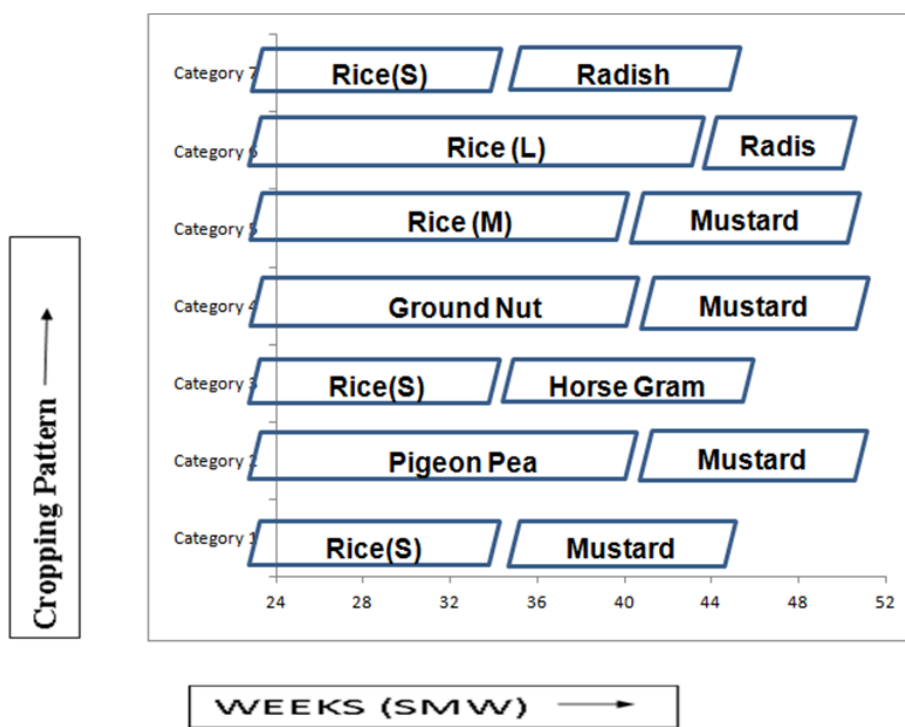 Category 7 Rice(S) Radish
Category 6 Rice (L) Radis
Category 5 Rice (M) Mustard
Category 4 Ground Nut Mustard
Category 3 Rice(S) Horse Gram
Category 2 Pigeon Pea Mustard
Category 1 Rice(S) Mustard
24 28 32 36 40 44 48 52
Cropping Pattern
WEEKS (SMW)